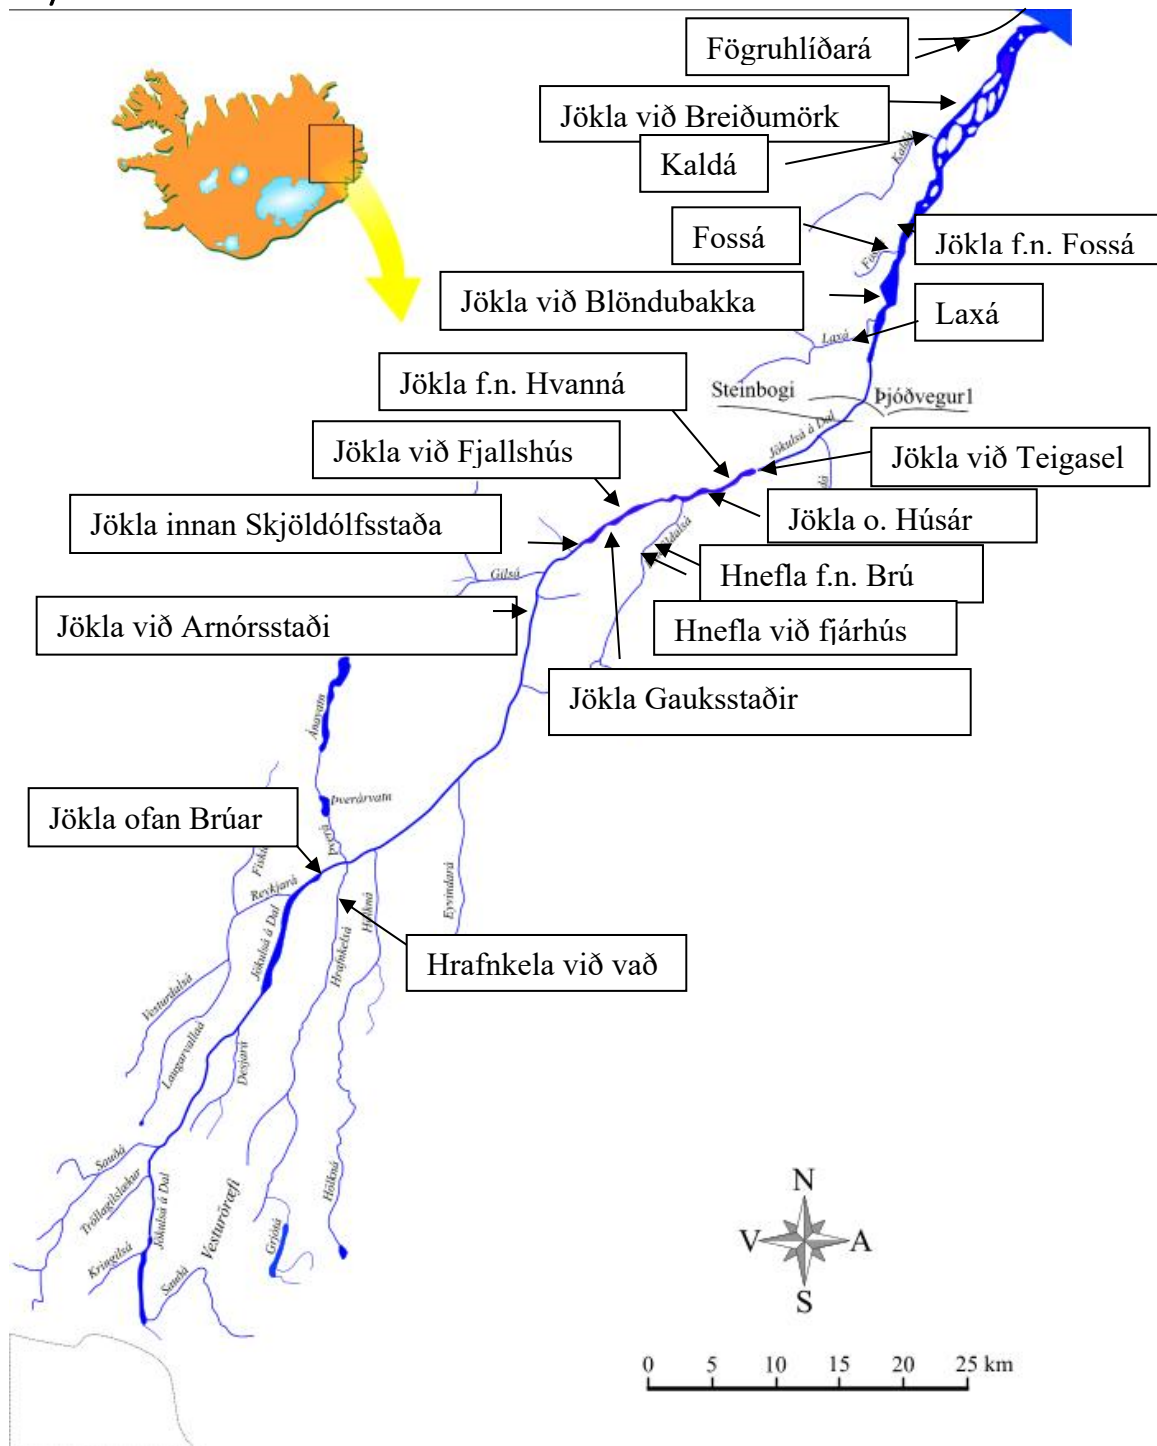 Fögruhlíðará
Jökla við Breiðumörk
Kaldá
Kaldá
Fossá
Jökla f.n. Fossá
Jökla við Blöndubakka
Laxá
Laxá
Jökla f.n. Hvanná
Steinbogi
Þjóðvegur1
Jökulsá á Dal
Jökla við Fjallshús
Jökla við Teigasel
Jökla innan Skjöldólfsstaða
Jökla o. Húsár
Hnefla f.n. Brú
Gilsá
Jökla við Arnórsstaði
Hnefla við fjárhús
Jökla Gauksstaðir
Ánavatn
Þverárvatn
Þverá
Jökla ofan Brúar
Reykjará
Eyvindará
Hölkná
Jökulsá á Dal
Hrafnkelsá
Hrafnkela við vað
Vesturdalsá
Laugarvallaá
Desjará
Sauðá
Tröllagilslækur
Jökulsá á Dal
Vesturöræfi
Hölkná
Grjótá
Kringilsá
Sauðá
N
V A
S
0 5 10 15 20 25 km